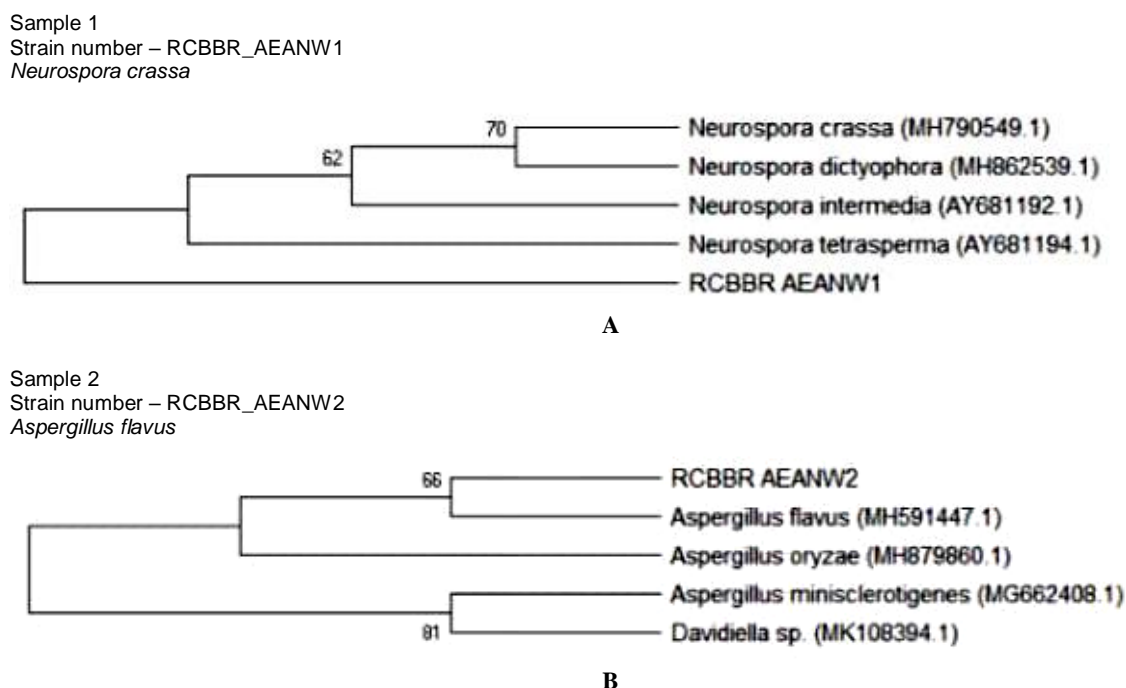 Sample 1
Strain number – RCBBR_AEANW1
Neurospora crassa
70
Neurospora crassa (MH790549.1)
62
Neurospora dictyophora (MH862539.1)
Neurospora intermedia (AY681192.1)
Neurospora tetrasperma (AY681194.1)
RCBBR AEANW1
A
Sample 2
Strain number – RCBBR_AEANW2
Aspergillus flavus
66
RCBBR AEANW2
Aspergillus flavus (MH591447.1)
Aspergillus oryzae (MH879860.1)
Aspergillus minisclerotigenes (MG662408.1)
81
Davidiella sp. (MK108394.1)
B